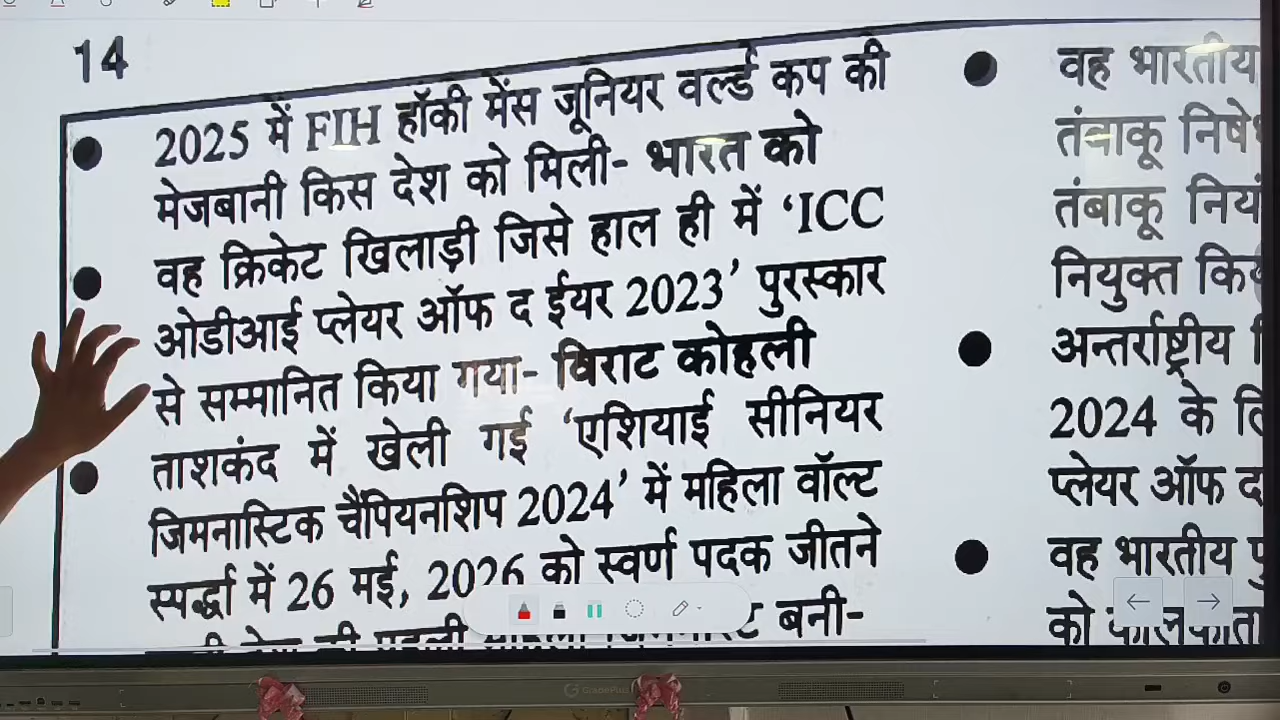 14
2025 में FIH हॉकी मेंस जूनियर वर्ल्ड कप की
मेजबानी किस देश को मिली- भारत को
वह क्रिकेट खिलाड़ी जिसे हाल ही में ‘ICC
ओडीआई प्लेयर ऑफ द ईयर 2023’ पुरस्कार
से सम्मानित किया गया- विराट कोहली
ताशकंद में खेली गई ‘एशियाई सीनियर
जिमनास्टिक चैंपियनशिप 2024’ में महिला वॉल्ट
स्पर्द्धा में 26 मई, 2026 को स्वर्ण पदक जीतने
बनी-
वह भारतीय
तंबाकू
तंबाकू
नियुक्त
अन्तर्राष्ट्रीय
2024 के
प्लेयर ऑफ द
वह भारतीय
को